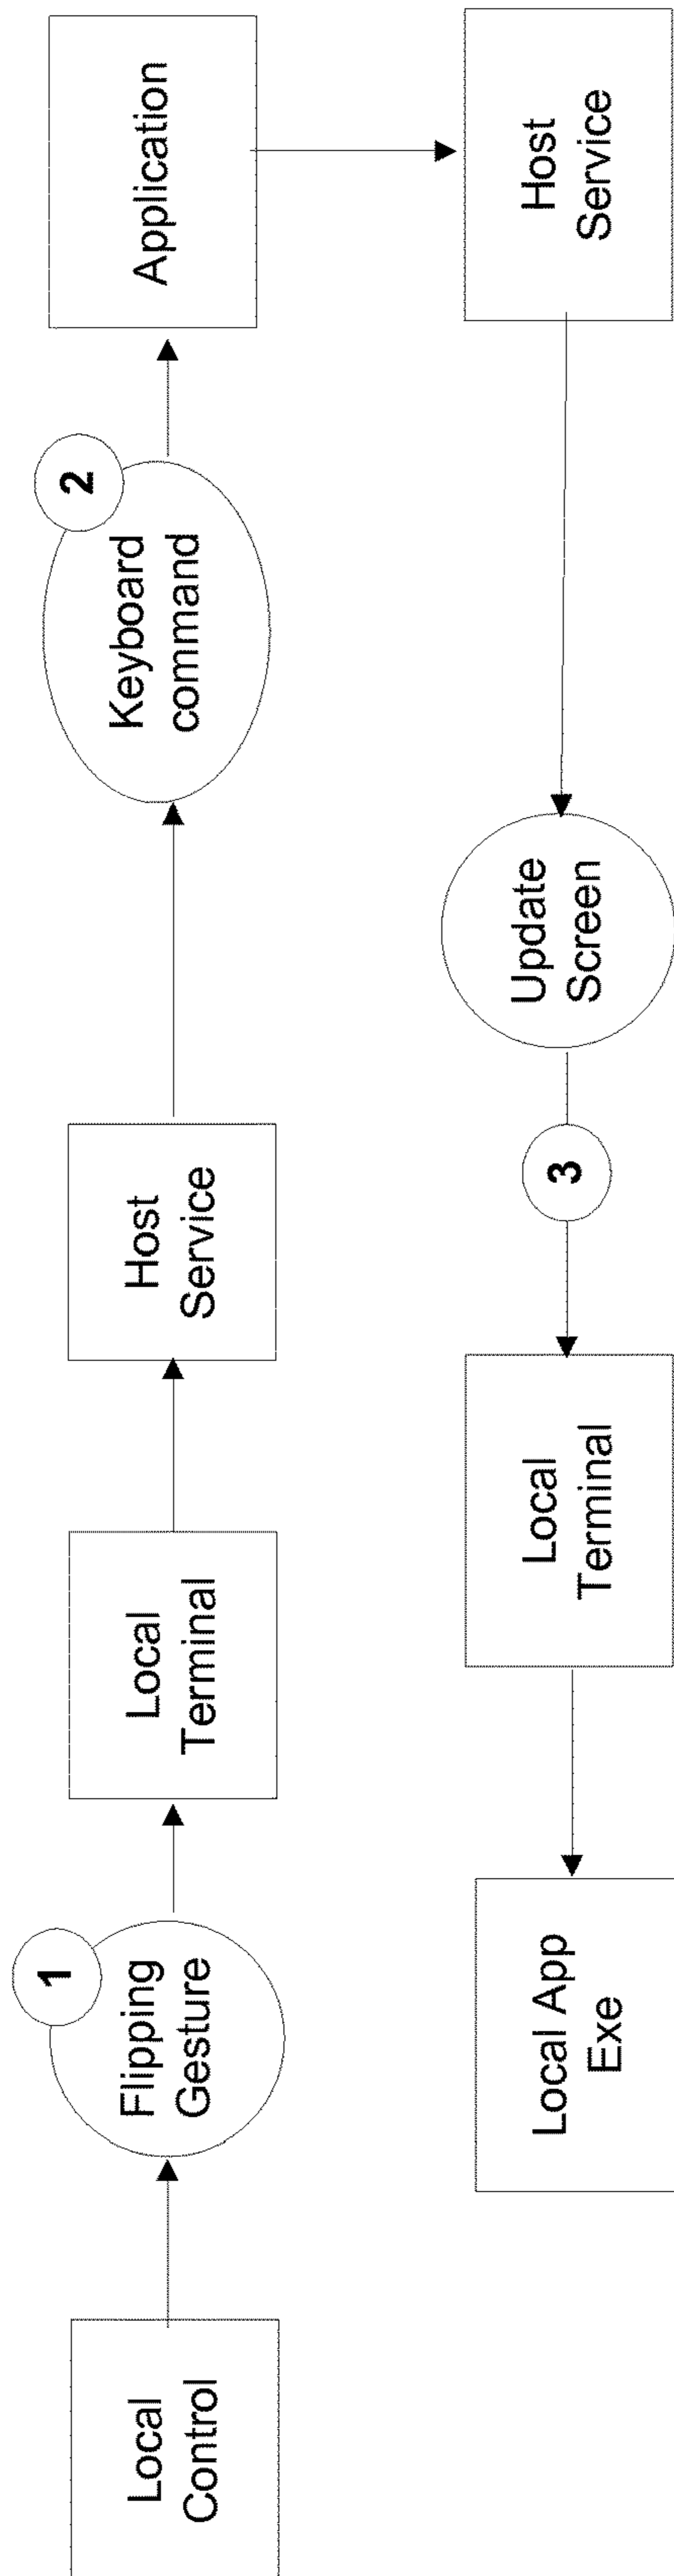 Local
Control
1
Flipping
Gesture
Local
Terminal
Host
Service
2
Keyboard
command
Application
Host
Service
Update
Screen
3
Local
Terminal
Local App
Exe